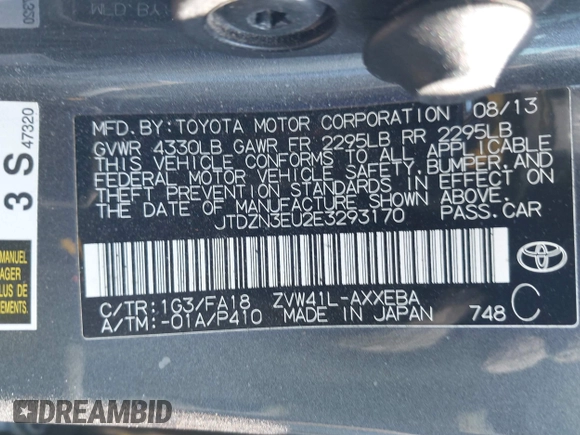 MFD.BY:TOYOTA MOTOR CORPORATION 08/13
GVWR 4330LB GAWR FR 2295LB RR 2295LB
THIS VEHICLE CONFORMS TO ALL APPLICABLE
FEDERAL MOTOR VEHICLE SAFETY,BUMPER,AND
THEFT PREVENTION STANDARDS IN EFFECT ON
THE DATE OF MANUFACTURE SHOWN ABOVE.
JTDZN3EU2E3293170 PASS.CAR
C/TR:1G3/FA18 ZVW41L-AXXEBA
A/TM:-01A/P410 MADE IN JAPAN 748 C
TOYOTA
3 S 47320
MANUEL
DREAMBID